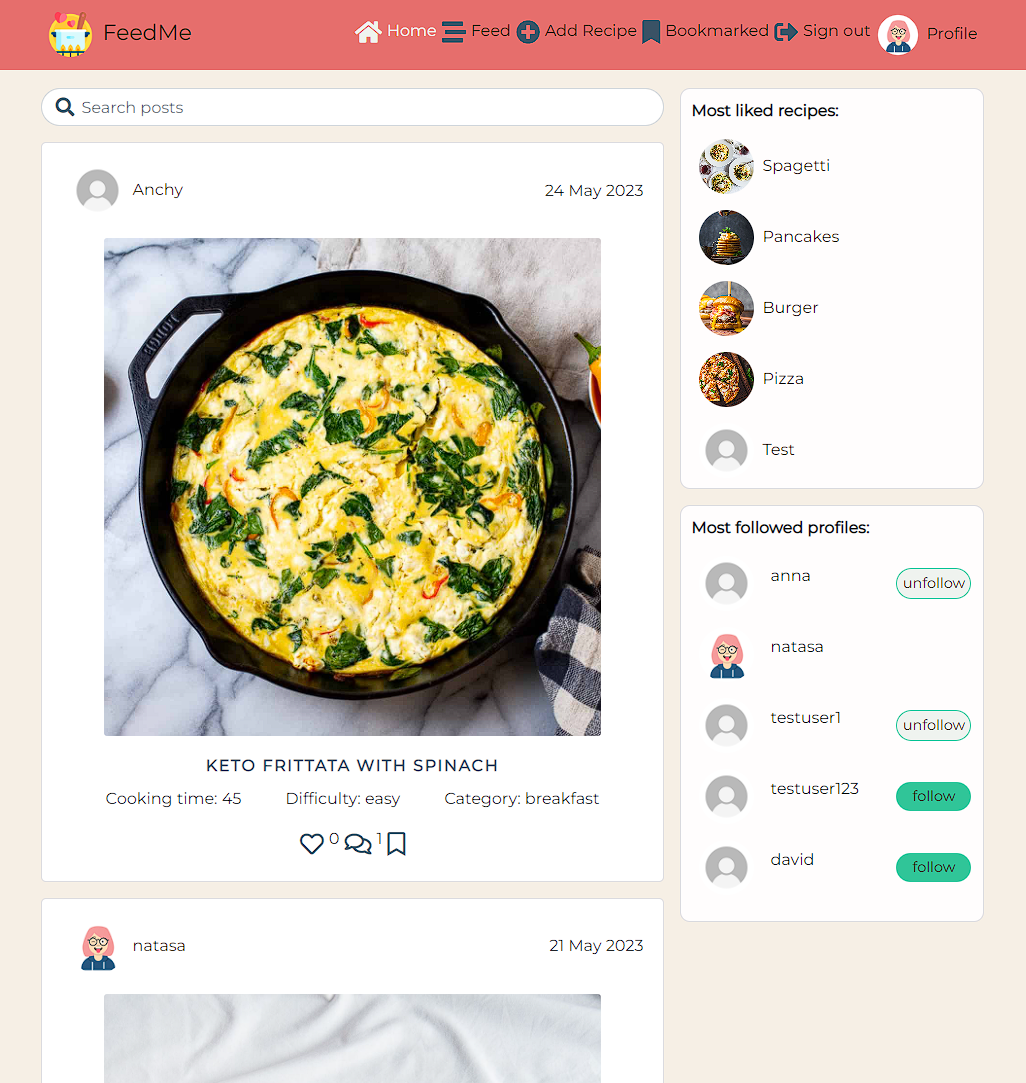 FeedMe
Home Feed Add Recipe Bookmarked Sign out Profile
Search posts
Anchy
24 May 2023
KETO FRITTATA WITH SPINACH
Cooking time: 45 Difficulty: easy Category: breakfast
0 1
natasa
21 May 2023
Most liked recipes:
Spagetti
Pancakes
Burger
Pizza
Test
Most followed profiles:
anna unfollow
natasa
testuser1 unfollow
testuser123 follow
david follow